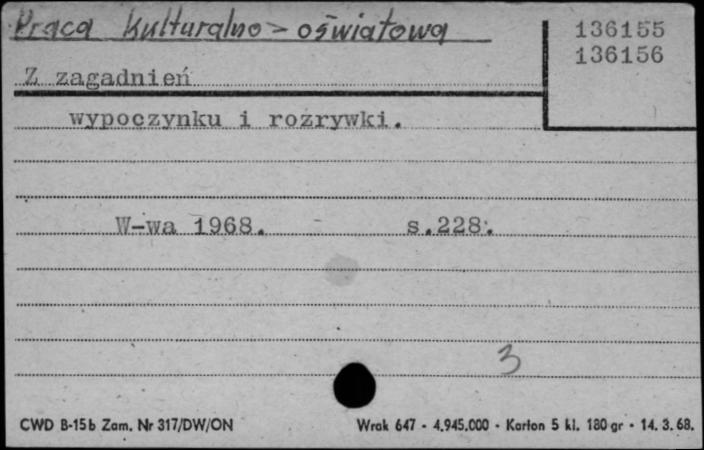 Praca kulturalno-oświatowa
136155
136156
Z zagadnień
wypoczynku i rozrywki.
W-wa 1968. s.228.
3
CWD B-15b Zam. Nr 317/DW/ON
Wrak 647 - 4.945.000 - Karton 5 kl. 180 gr - 14. 3. 68.